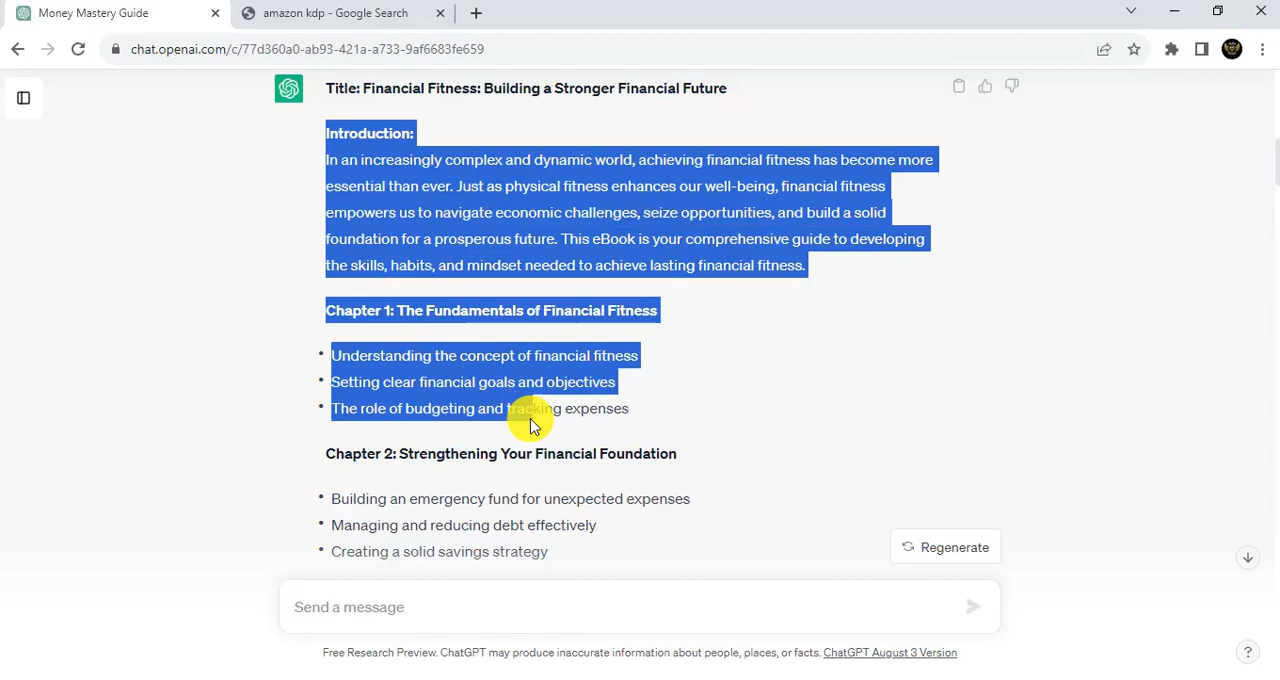 Money Mastery Guide
amazon kdp - Google Search
chat.openai.com/c/77d360a0-ab93-421a-a733-9af6683fe659
Title: Financial Fitness: Building a Stronger Financial Future
Introduction:
In an increasingly complex and dynamic world, achieving financial fitness has become more
essential than ever. Just as physical fitness enhances our well-being, financial fitness
empowers us to navigate economic challenges, seize opportunities, and build a solid
foundation for a prosperous future. This eBook is your comprehensive guide to developing
the skills, habits, and mindset needed to achieve lasting financial fitness.
Chapter 1: The Fundamentals of Financial Fitness
• Understanding the concept of financial fitness
• Setting clear financial goals and objectives
• The role of budgeting and tracking expenses
Chapter 2: Strengthening Your Financial Foundation
• Building an emergency fund for unexpected expenses
• Managing and reducing debt effectively
• Creating a solid savings strategy
Regenerate
Send a message
Free Research Preview. ChatGPT may produce inaccurate information about people, places, or facts. ChatGPT August 3 Version
?